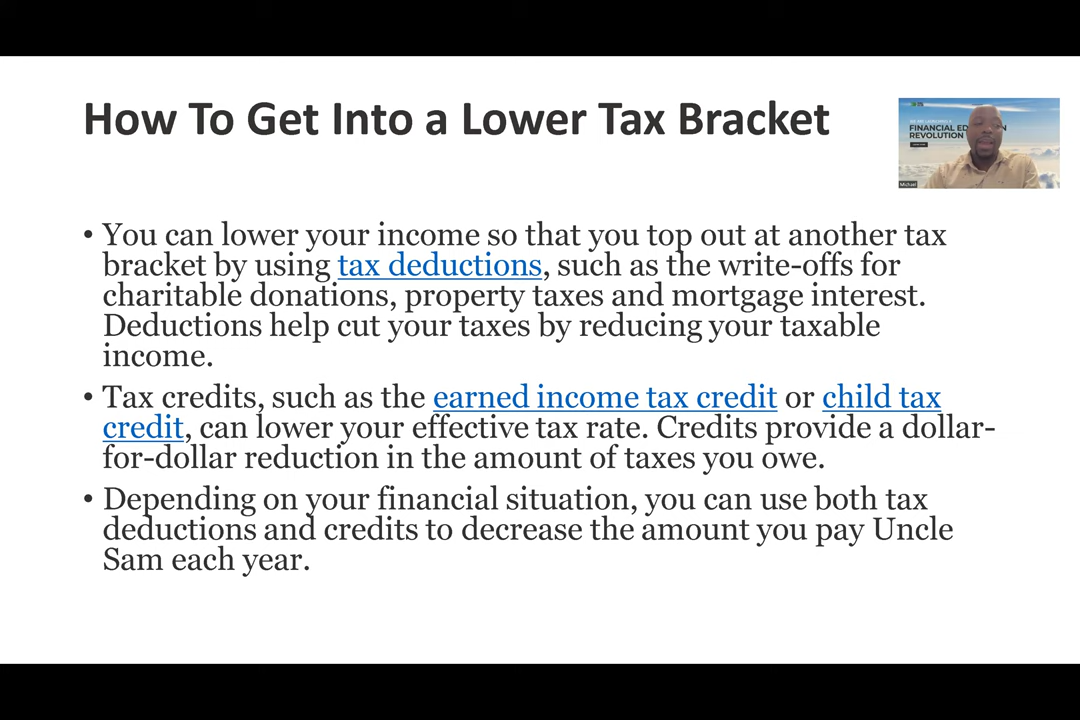 How To Get Into a Lower Tax Bracket
FINANCIAL
REVOLUTION
Michael
• You can lower your income so that you top out at another tax
bracket by using tax deductions, such as the write-offs for
charitable donations, property taxes and mortgage interest.
Deductions help cut your taxes by reducing your taxable
income.
• Tax credits, such as the earned income tax credit or child tax
credit, can lower your effective tax rate. Credits provide a dollar-
for-dollar reduction in the amount of taxes you owe.
• Depending on your financial situation, you can use both tax
deductions and credits to decrease the amount you pay Uncle
Sam each year.